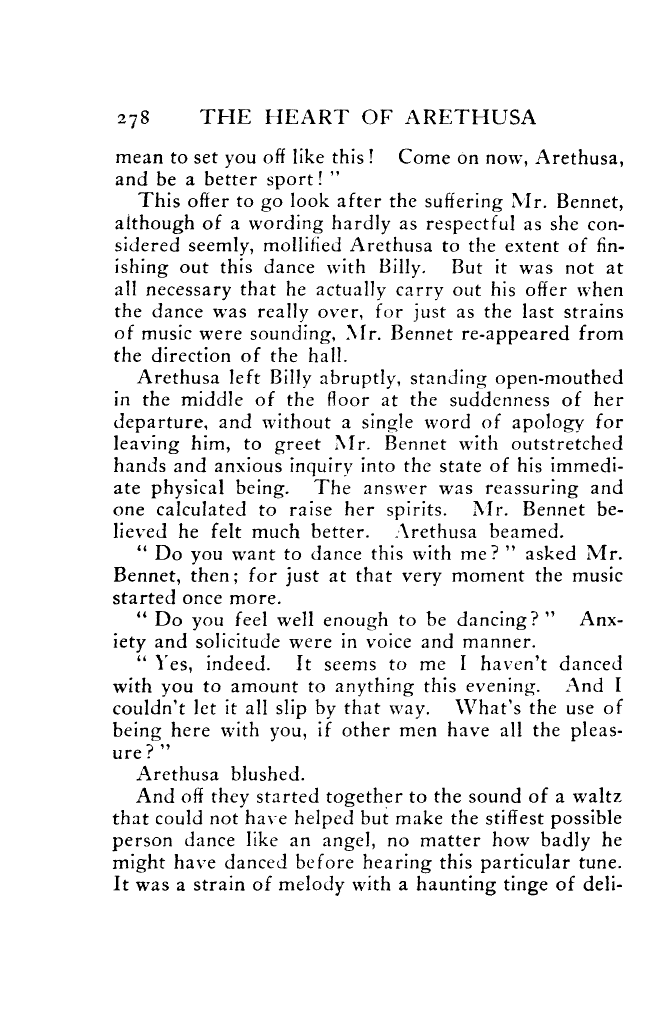 278 THE HEART OF ARETHUSA
mean to set you off like this! Come on now, Arethusa,
and be a better sport!"
This offer to go look after the suffering Mr. Bennet,
although of a wording hardly as respectful as she con-
sidered seemly, mollified Arethusa to the extent of fin-
ishing out this dance with Billy. But it was not at
all necessary that he actually carry out his offer when
the dance was really over, for just as the last strains
of music were sounding, Mr. Bennet re-appeared from
the direction of the hall.
Arethusa left Billy abruptly, standing open-mouthed
in the middle of the floor at the suddenness of her
departure, and without a single word of apology for
leaving him, to greet Mr. Bennet with outstretched
hands and anxious inquiry into the state of his immedi-
ate physical being. The answer was reassuring and
one calculated to raise her spirits. Mr. Bennet be-
lieved he felt much better. Arethusa beamed.
"Do you want to dance this with me?" asked Mr.
Bennet, then; for just at that very moment the music
started once more.
"Do you feel well enough to be dancing?" Anx-
iety and solicitude were in voice and manner.
"Yes, indeed. It seems to me I haven't danced
with you to amount to anything this evening. And I
couldn't let it all slip by that way. What's the use of
being here with you, if other men have all the pleas-
ure?"
Arethusa blushed.
And off they started together to the sound of a waltz
that could not have helped but make the stiffest possible
person dance like an angel, no matter how badly he
might have danced before hearing this particular tune.
It was a strain of melody with a haunting tinge of deli-